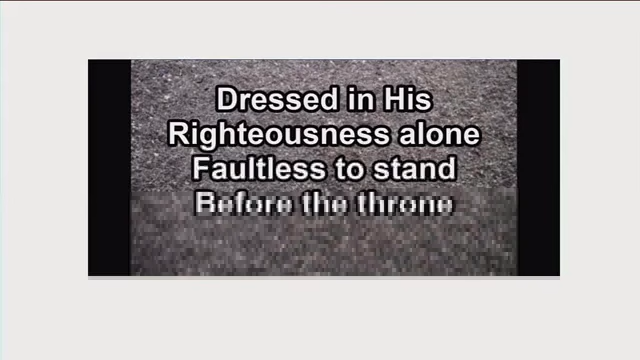 Dressed in His
Righteousness alone
Faultless to stand
Before the throne